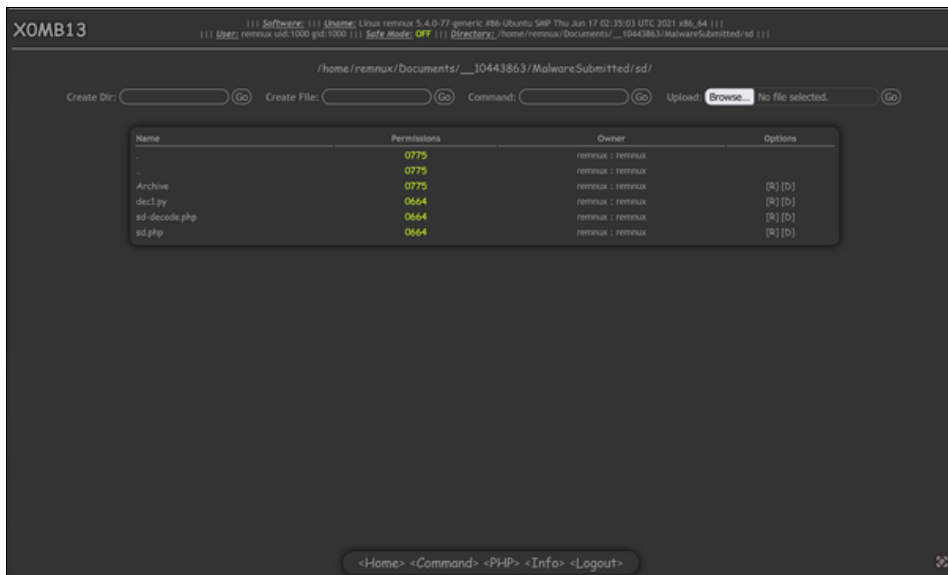 XOMB13
||| Software: ||| Uname: Linux remnux 5.4.0-77-generic #86-Ubuntu SMP Thu Jun 17 02:35:03 UTC 2021 x86_64 |||
||| User: remnux uid:1000 gid:1000 ||| Safe Mode: OFF ||| Directory: /home/remnux/Documents/__10443863/MalwareSubmitted/sd |||
/home/remnux/Documents/__10443863/MalwareSubmitted/sd/
Create Dir: Go Create File: Go Command: Go Upload: Browse... No file selected. Go
Name Permissions Owner Options
. 0775 remnux : remnux
.. 0775 remnux : remnux
Archive 0775 remnux : remnux [R] [D]
dec1.py 0664 remnux : remnux [R] [D]
sd-decode.php 0664 remnux : remnux [R] [D]
sd.php 0664 remnux : remnux [R] [D]
<Home> <Command> <PHP> <Info> <Logout>